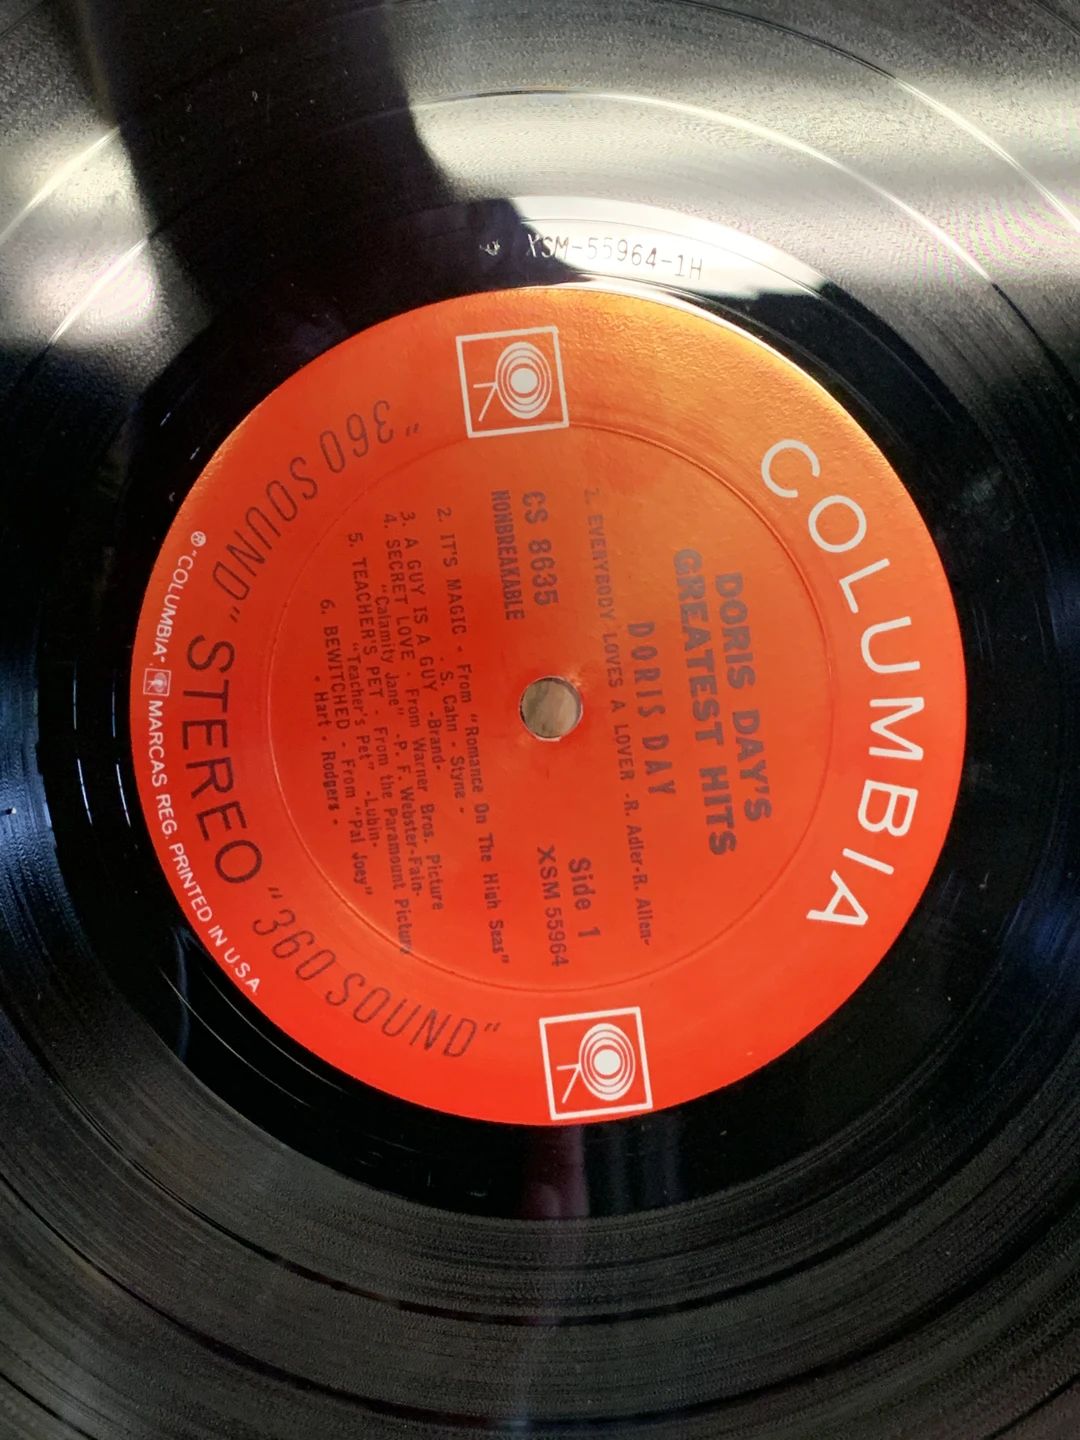 XSM-55964-1H
COLUMBIA
DORIS DAY'S
GREATEST HITS
DORIS DAY
1. EVERYBODY LOVES A LOVER -R. Adler-R. Allen-
CS 8635
NONBREAKABLE
Side 1
XSM 55964
2. IT'S MAGIC - From "Romance On The High Seas"
- S. Cahn - Styne -
3. A GUY IS A GUY -Brand-
4. SECRET LOVE - From Warner Bros. Picture
"Calamity Jane" -P. F. Webster-Fain-
5. TEACHER'S PET - From the Paramount Picture
"Teacher's Pet" -Lubin-
6. BEWITCHED - From "Pal Joey"
- Hart - Rodgers -
"360 SOUND" STEREO "360 SOUND"
℗ "COLUMBIA", MARCAS REG. PRINTED IN U.S.A